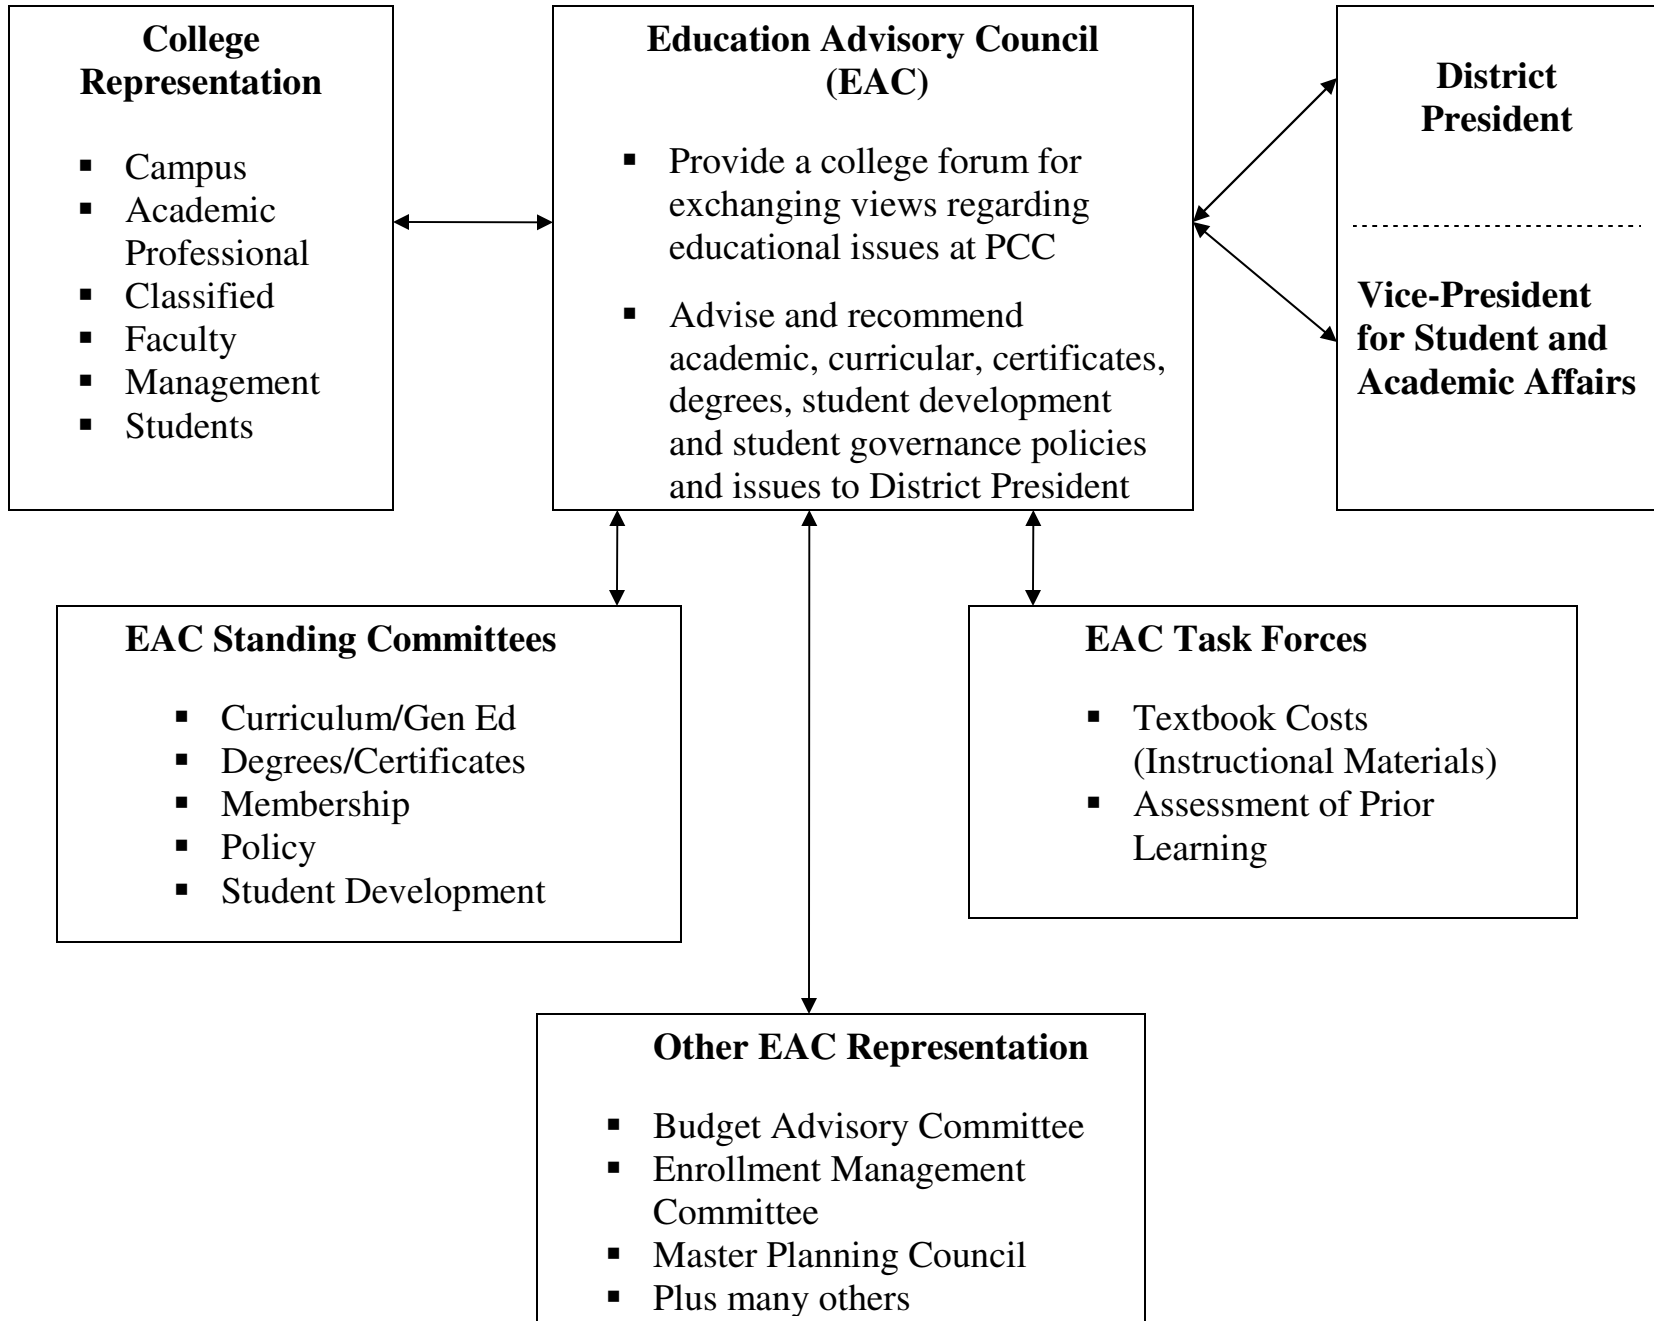 College
Representation
▪ Campus
▪ Academic
Professional
▪ Classified
▪ Faculty
▪ Management
▪ Students
Education Advisory Council
(EAC)
▪ Provide a college forum for
exchanging views regarding
educational issues at PCC
▪ Advise and recommend
academic, curricular, certificates,
degrees, student development
and student governance policies
and issues to District President
District
President
Vice-President
for Student and
Academic Affairs
EAC Standing Committees
▪ Curriculum/Gen Ed
▪ Degrees/Certificates
▪ Membership
▪ Policy
▪ Student Development
EAC Task Forces
▪ Textbook Costs
(Instructional Materials)
▪ Assessment of Prior
Learning
Other EAC Representation
▪ Budget Advisory Committee
▪ Enrollment Management
Committee
▪ Master Planning Council
▪ Plus many others